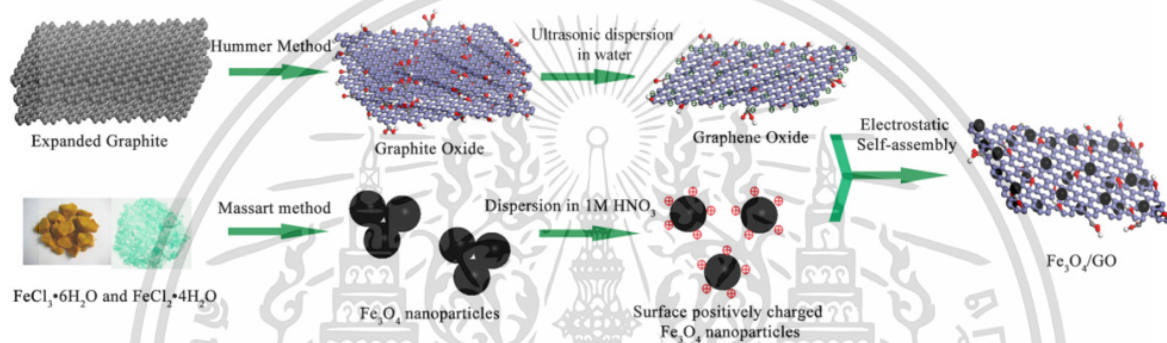 Hummer Method
Ultrasonic dispersion
in water
Expanded Graphite
Graphite Oxide
Graphene Oxide
Electrostatic
Self-assembly
Massart method
Dispersion in 1M HNO₃
Fe₃O₄/GO
FeCl₃•6H₂O and FeCl₂•4H₂O
Fe₃O₄ nanoparticles
Surface positively charged
Fe₃O₄ nanoparticles